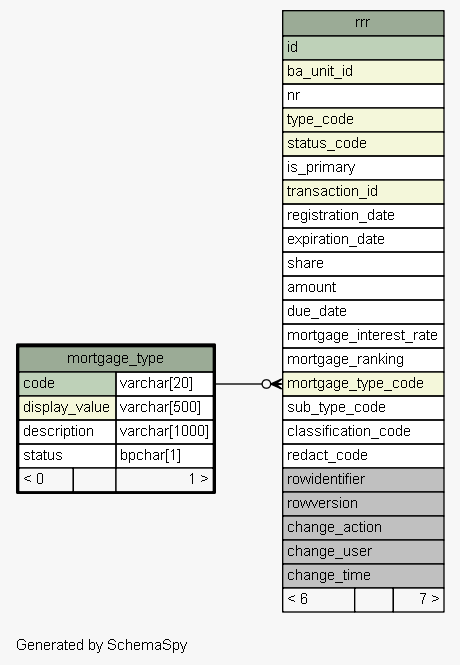 rrr
id
ba_unit_id
nr
type_code
status_code
is_primary
transaction_id
registration_date
expiration_date
share
amount
due_date
mortgage_interest_rate
mortgage_ranking
mortgage_type_code
sub_type_code
classification_code
redact_code
rowidentifier
rowversion
change_action
change_user
change_time
< 6 7 >
mortgage_type
code varchar[20]
display_value varchar[500]
description varchar[1000]
status bpchar[1]
< 0 1 >
Generated by SchemaSpy